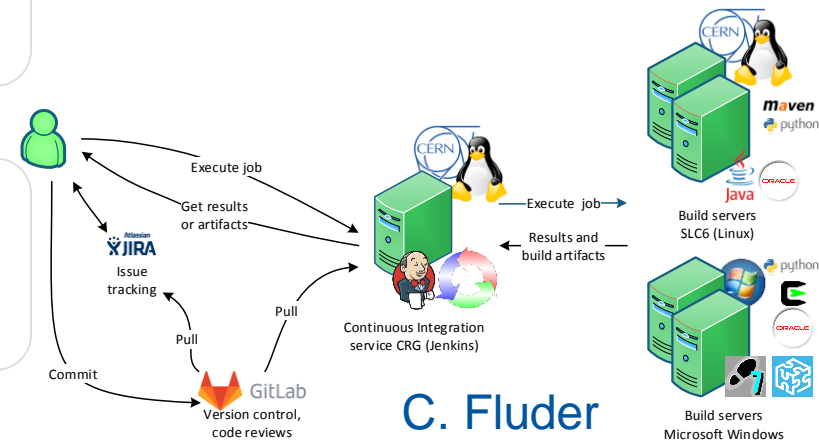 CERN
maven
python
Java
ORACLE
Build servers
SLC6 (Linux)
CERN
Execute job
Get results
or artifacts
Execute job
Results and
build artifacts
Atlassian
JIRA
Issue
tracking
Pull
Pull
Continuous Integration
service CRG (Jenkins)
python
ORACLE
7
Commit
GitLab
Version control,
code reviews
C. Fluder
Build servers
Microsoft Windows